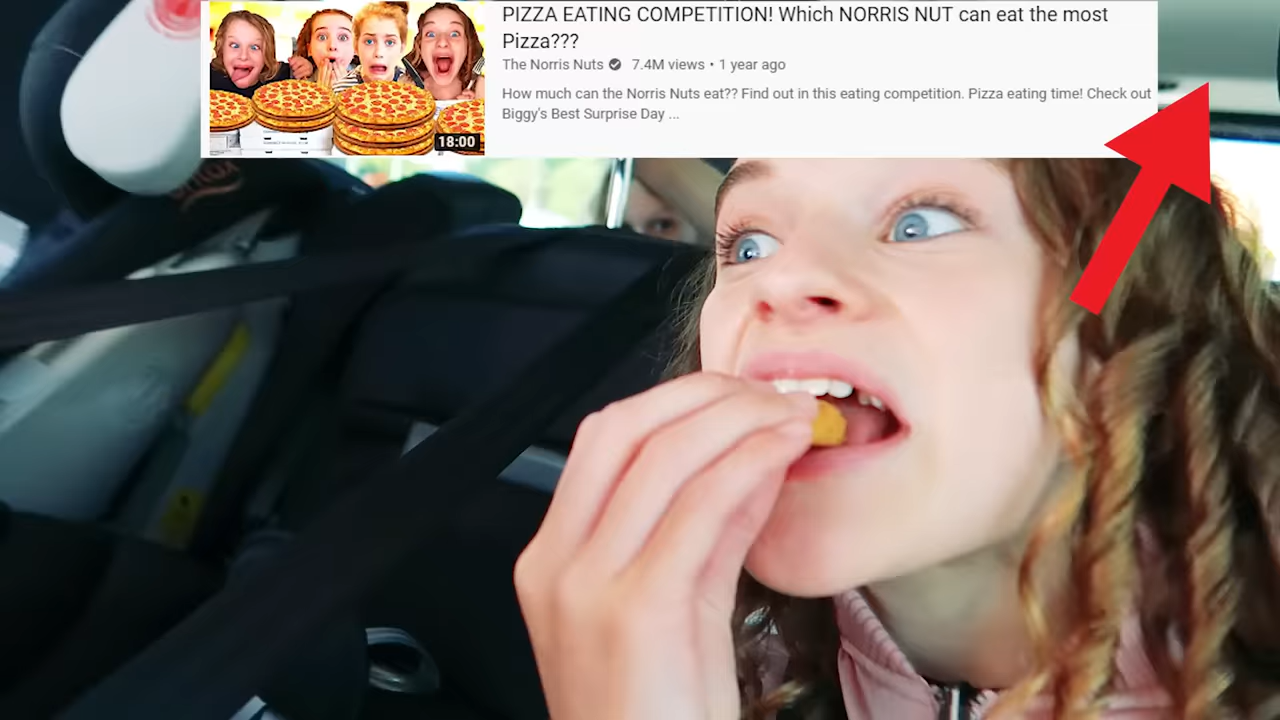 PIZZA EATING COMPETITION! Which NORRIS NUT can eat the most
Pizza???
The Norris Nuts 7.4M views • 1 year ago
How much can the Norris Nuts eat?? Find out in this eating competition. Pizza eating time! Check out
Biggy's Best Surprise Day ...
18:00